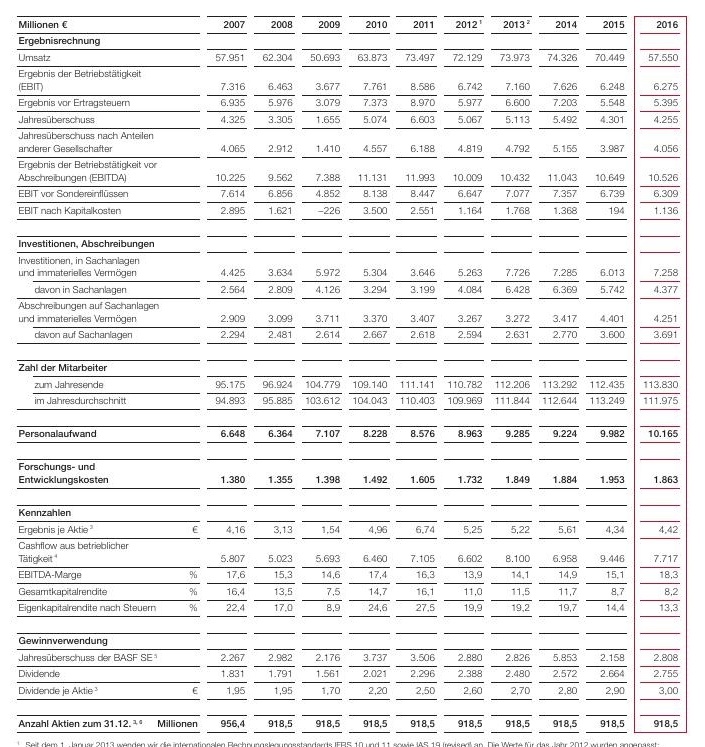 Millionen € 2007 2008 2009 2010 2011 2012 ¹ 2013 ² 2014 2015 2016
Ergebnisrechnung
Umsatz 57.951 62.304 50.693 63.873 73.497 72.129 73.973 74.326 70.449 57.550
Ergebnis der Betriebstätigkeit
(EBIT) 7.316 6.463 3.677 7.761 8.586 6.742 7.160 7.626 6.248 6.275
Ergebnis vor Ertragsteuern 6.935 5.976 3.079 7.373 8.970 5.977 6.600 7.203 5.548 5.395
Jahresüberschuss 4.325 3.305 1.655 5.074 6.603 5.067 5.113 5.492 4.301 4.255
Jahresüberschuss nach Anteilen
anderer Gesellschafter 4.065 2.912 1.410 4.557 6.188 4.819 4.792 5.155 3.987 4.056
Ergebnis der Betriebstätigkeit vor
Abschreibungen (EBITDA) 10.225 9.562 7.388 11.131 11.993 10.009 10.432 11.043 10.649 10.526
EBIT vor Sondereinflüssen 7.614 6.856 4.852 8.138 8.447 6.647 7.077 7.357 6.739 6.309
EBIT nach Kapitalkosten 2.895 1.621 –226 3.500 2.551 1.164 1.768 1.368 194 1.136
Investitionen, Abschreibungen
Investitionen, in Sachanlagen
und immaterielles Vermögen 4.425 3.634 5.972 5.304 3.646 5.263 7.726 7.285 6.013 7.258
davon in Sachanlagen 2.564 2.809 4.126 3.294 3.199 4.084 6.428 6.369 5.742 4.377
Abschreibungen auf Sachanlagen
und immaterielles Vermögen 2.909 3.099 3.711 3.370 3.407 3.267 3.272 3.417 4.401 4.251
davon auf Sachanlagen 2.294 2.481 2.614 2.667 2.618 2.594 2.631 2.770 3.600 3.691
Zahl der Mitarbeiter
zum Jahresende 95.175 96.924 104.779 109.140 111.141 110.782 112.206 113.292 112.435 113.830
im Jahresdurchschnitt 94.893 95.885 103.612 104.043 110.403 109.969 111.844 112.644 113.249 111.975
Personalaufwand 6.648 6.364 7.107 8.228 8.576 8.963 9.285 9.224 9.982 10.165
Forschungs- und
Entwicklungskosten 1.380 1.355 1.398 1.492 1.605 1.732 1.849 1.884 1.953 1.863
Kennzahlen
Ergebnis je Aktie ³ € 4,16 3,13 1,54 4,96 6,74 5,25 5,22 5,61 4,34 4,42
Cashflow aus betrieblicher
Tätigkeit ⁴ 5.807 5.023 5.693 6.460 7.105 6.602 8.100 6.958 9.446 7.717
EBITDA-Marge % 17,6 15,3 14,6 17,4 16,3 13,9 14,1 14,9 15,1 18,3
Gesamtkapitalrendite % 16,4 13,5 7,5 14,7 16,1 11,0 11,5 11,7 8,7 8,2
Eigenkapitalrendite nach Steuern % 22,4 17,0 8,9 24,6 27,5 19,9 19,2 19,7 14,4 13,3
Gewinnverwendung
Jahresüberschuss der BASF SE ⁵ 2.267 2.982 2.176 3.737 3.506 2.880 2.826 5.853 2.158 2.808
Dividende 1.831 1.791 1.561 2.021 2.296 2.388 2.480 2.572 2.664 2.755
Dividende je Aktie ³ € 1,95 1,95 1,70 2,20 2,50 2,60 2,70 2,80 2,90 3,00
Anzahl Aktien zum 31.12. ³, ⁶ Millionen 956,4 918,5 918,5 918,5 918,5 918,5 918,5 918,5 918,5 918,5
¹ Seit dem 1. Januar 2013 wenden wir die internationalen Rechnungslegungsstandards IFRS 10 und 11 sowie IAS 19 (revised) an. Die Werte für das Jahr 2012 wurden angepasst;